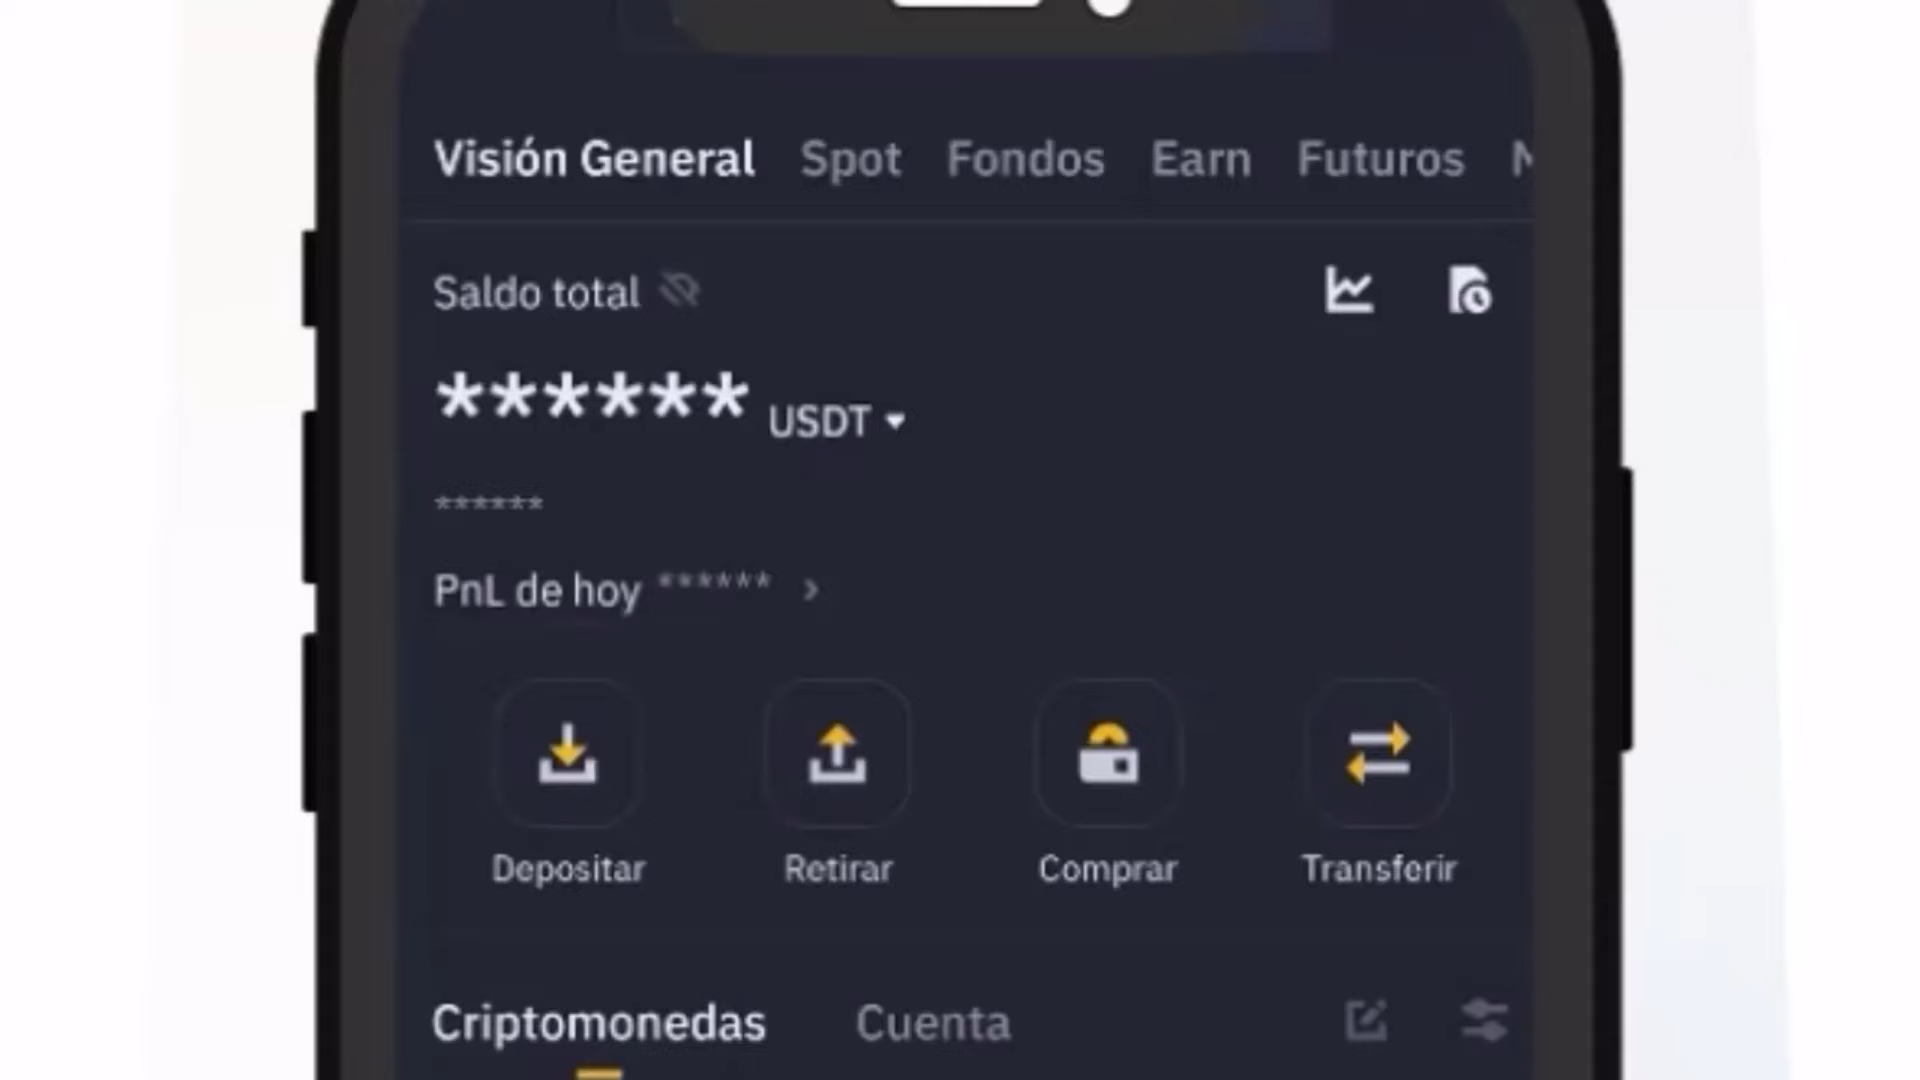 Visión General Spot Fondos Earn Futuros
Saldo total
****** USDT
******
PnL de hoy ******
Depositar Retirar Comprar Transferir
Criptomonedas Cuenta